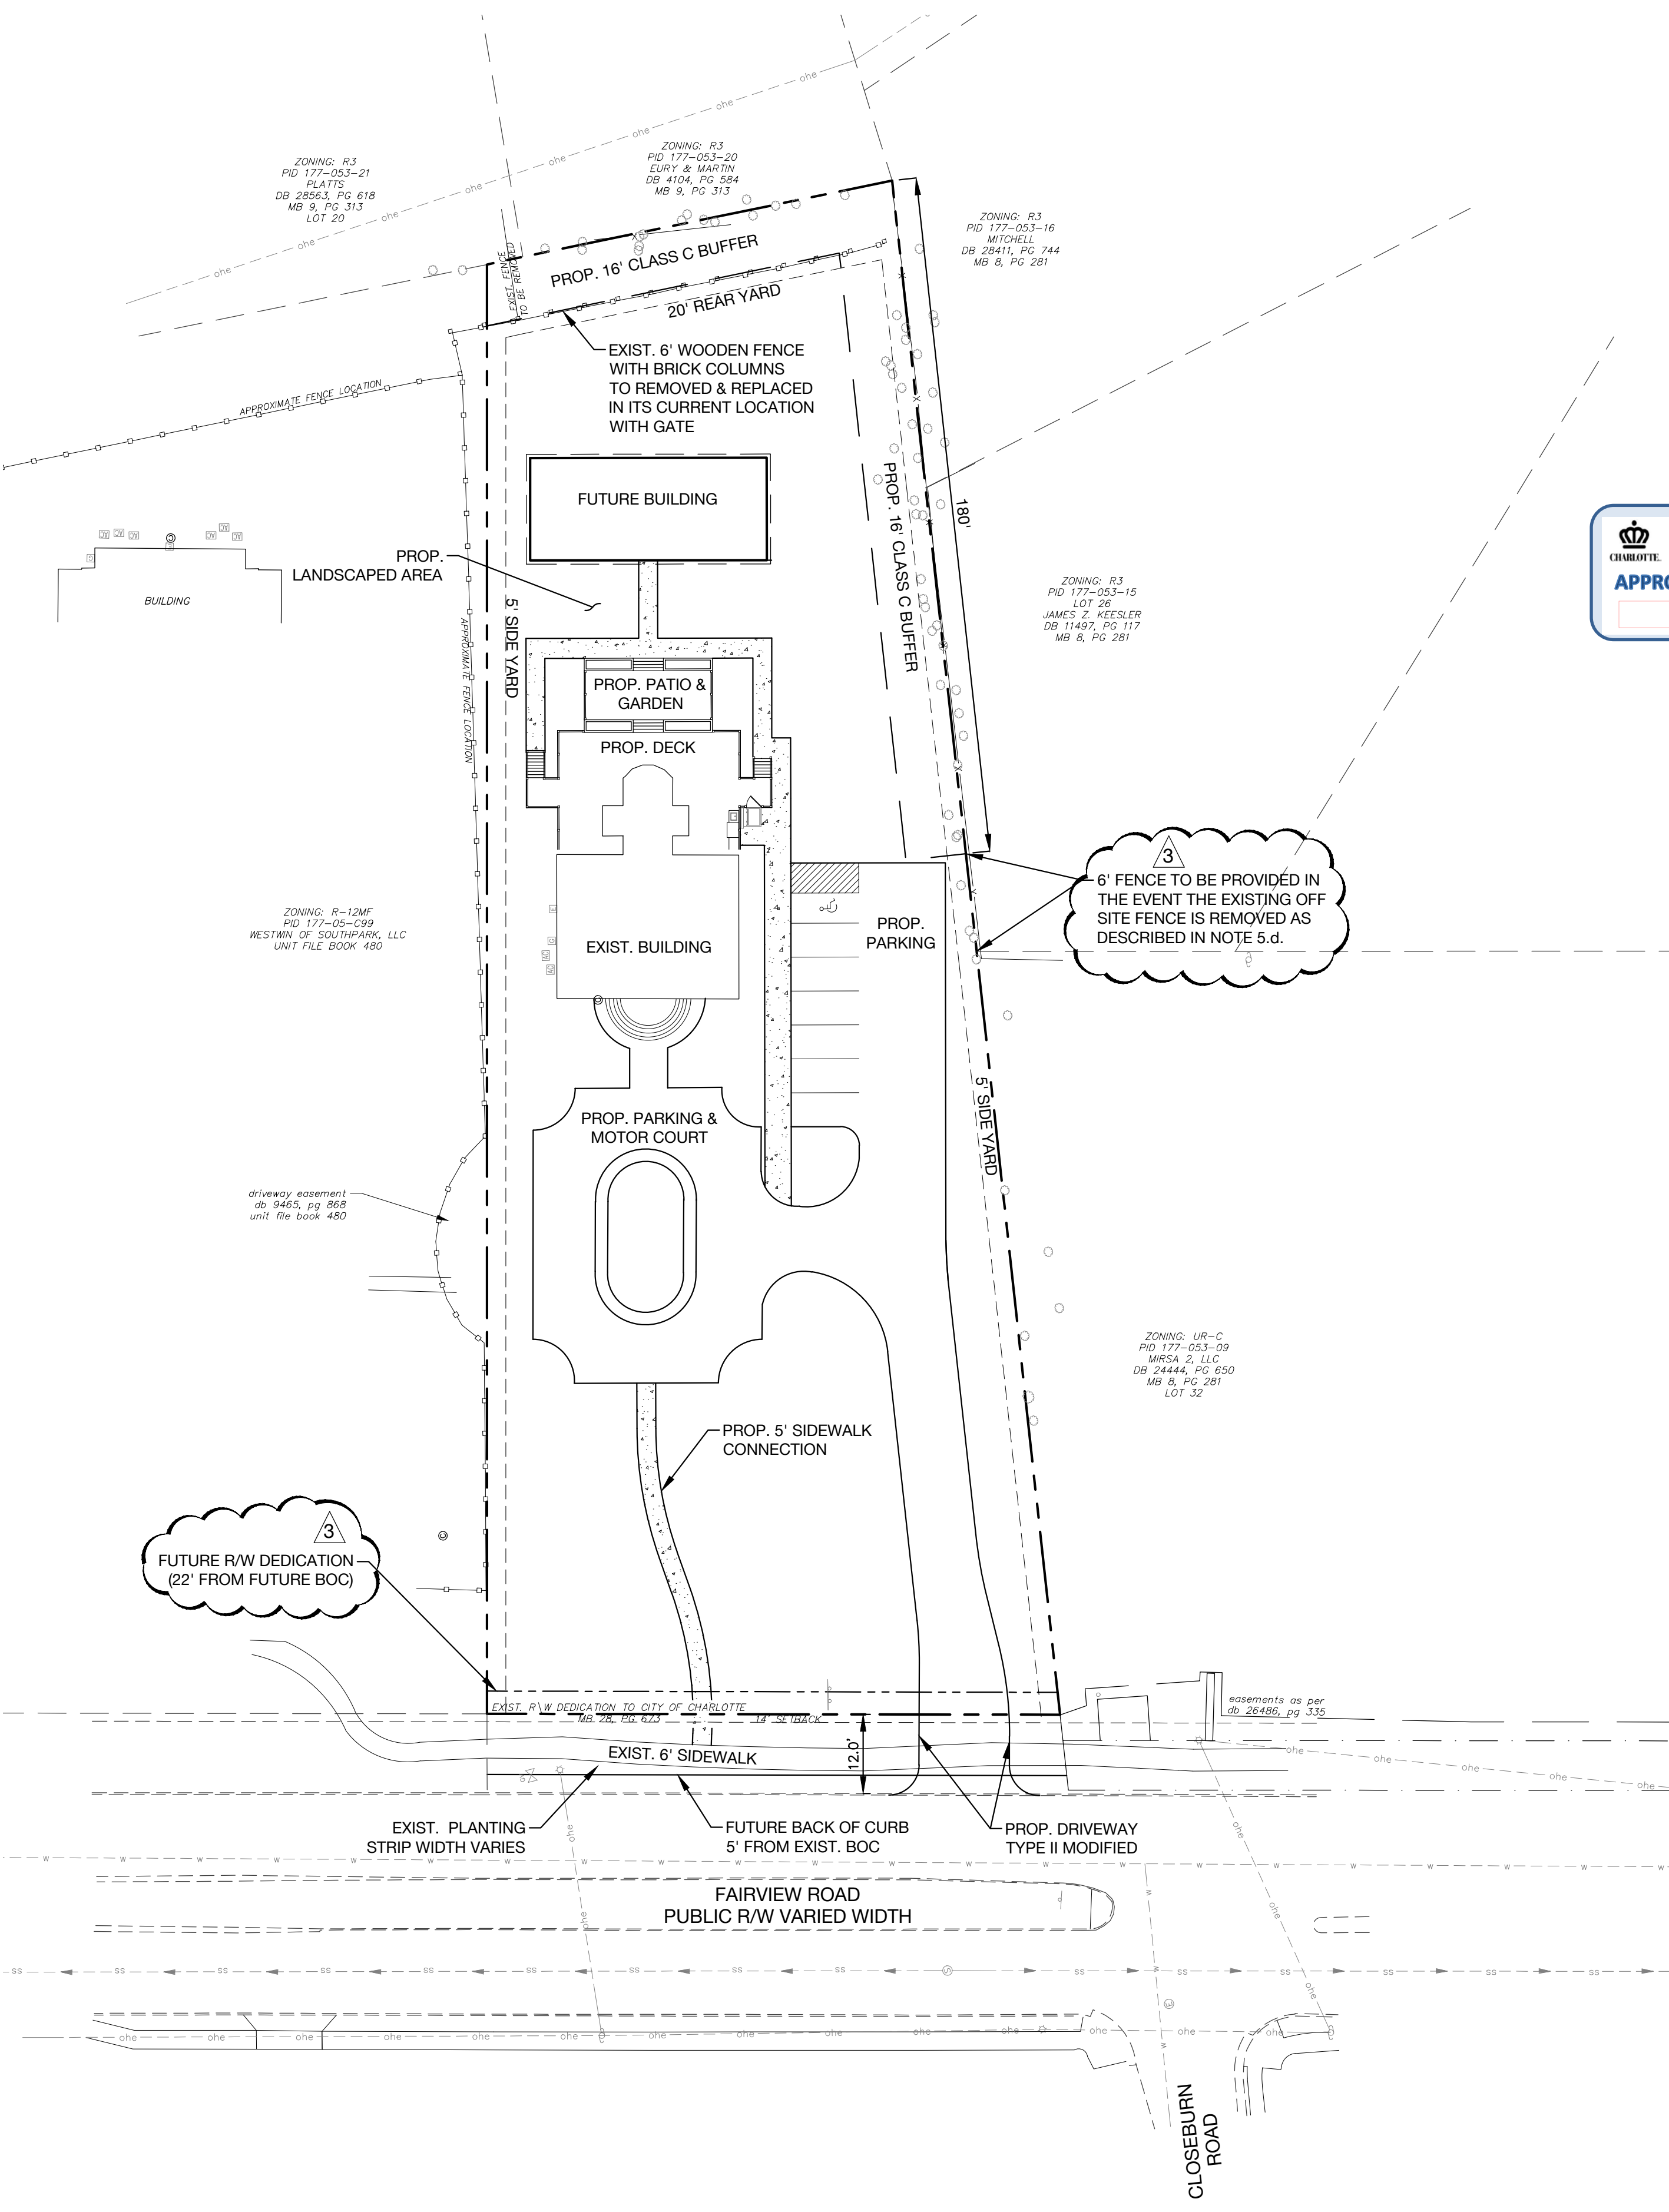 ZONING: R3
PID 177-053-21
PLATTS
DB 28563, PG 618
MB 9, PG 313
LOT 20
ZONING: R3
PID 177-053-20
EURY & MARTIN
DB 4104, PG 584
MB 9, PG 313
ZONING: R3
PID 177-053-16
MITCHELL
DB 28411, PG 744
MB 8, PG 281
EXIST. FENCE
TO BE REMOVED
PROP. 16' CLASS C BUFFER
20' REAR YARD
EXIST. 6' WOODEN FENCE
WITH BRICK COLUMNS
TO REMOVED & REPLACED
IN ITS CURRENT LOCATION
WITH GATE
APPROXIMATE FENCE LOCATION
FUTURE BUILDING
PROP. 16' CLASS C BUFFER
180'
CHARLOTTE.
APPRO
PROP.
LANDSCAPED AREA
BUILDING
5' SIDE YARD
APPROXIMATE FENCE LOCATION
ZONING: R3
PID 177-053-15
LOT 26
JAMES Z. KEESLER
DB 11497, PG 117
MB 8, PG 281
PROP. PATIO &
GARDEN
PROP. DECK
3
6' FENCE TO BE PROVIDED IN
THE EVENT THE EXISTING OFF
SITE FENCE IS REMOVED AS
DESCRIBED IN NOTE 5.d.
ZONING: R-12MF
PID 177-05-C99
WESTWIN OF SOUTHPARK, LLC
UNIT FILE BOOK 480
EXIST. BUILDING
PROP.
PARKING
5' SIDE YARD
PROP. PARKING &
MOTOR COURT
driveway easement
db 9465, pg 868
unit file book 480
ZONING: UR-C
PID 177-053-09
MIRSA 2, LLC
DB 24444, PG 650
MB 8, PG 281
LOT 32
PROP. 5' SIDEWALK
CONNECTION
3
FUTURE R/W DEDICATION
(22' FROM FUTURE BOC)
EXIST. R\W DEDICATION TO CITY OF CHARLOTTE
MB 28, PG 673
14' SETBACK
easements as per
db 26486, pg 335
EXIST. 6' SIDEWALK
12.0'
EXIST. PLANTING
STRIP WIDTH VARIES
FUTURE BACK OF CURB
5' FROM EXIST. BOC
PROP. DRIVEWAY
TYPE II MODIFIED
FAIRVIEW ROAD
PUBLIC R/W VARIED WIDTH
CLOSEBURN
ROAD